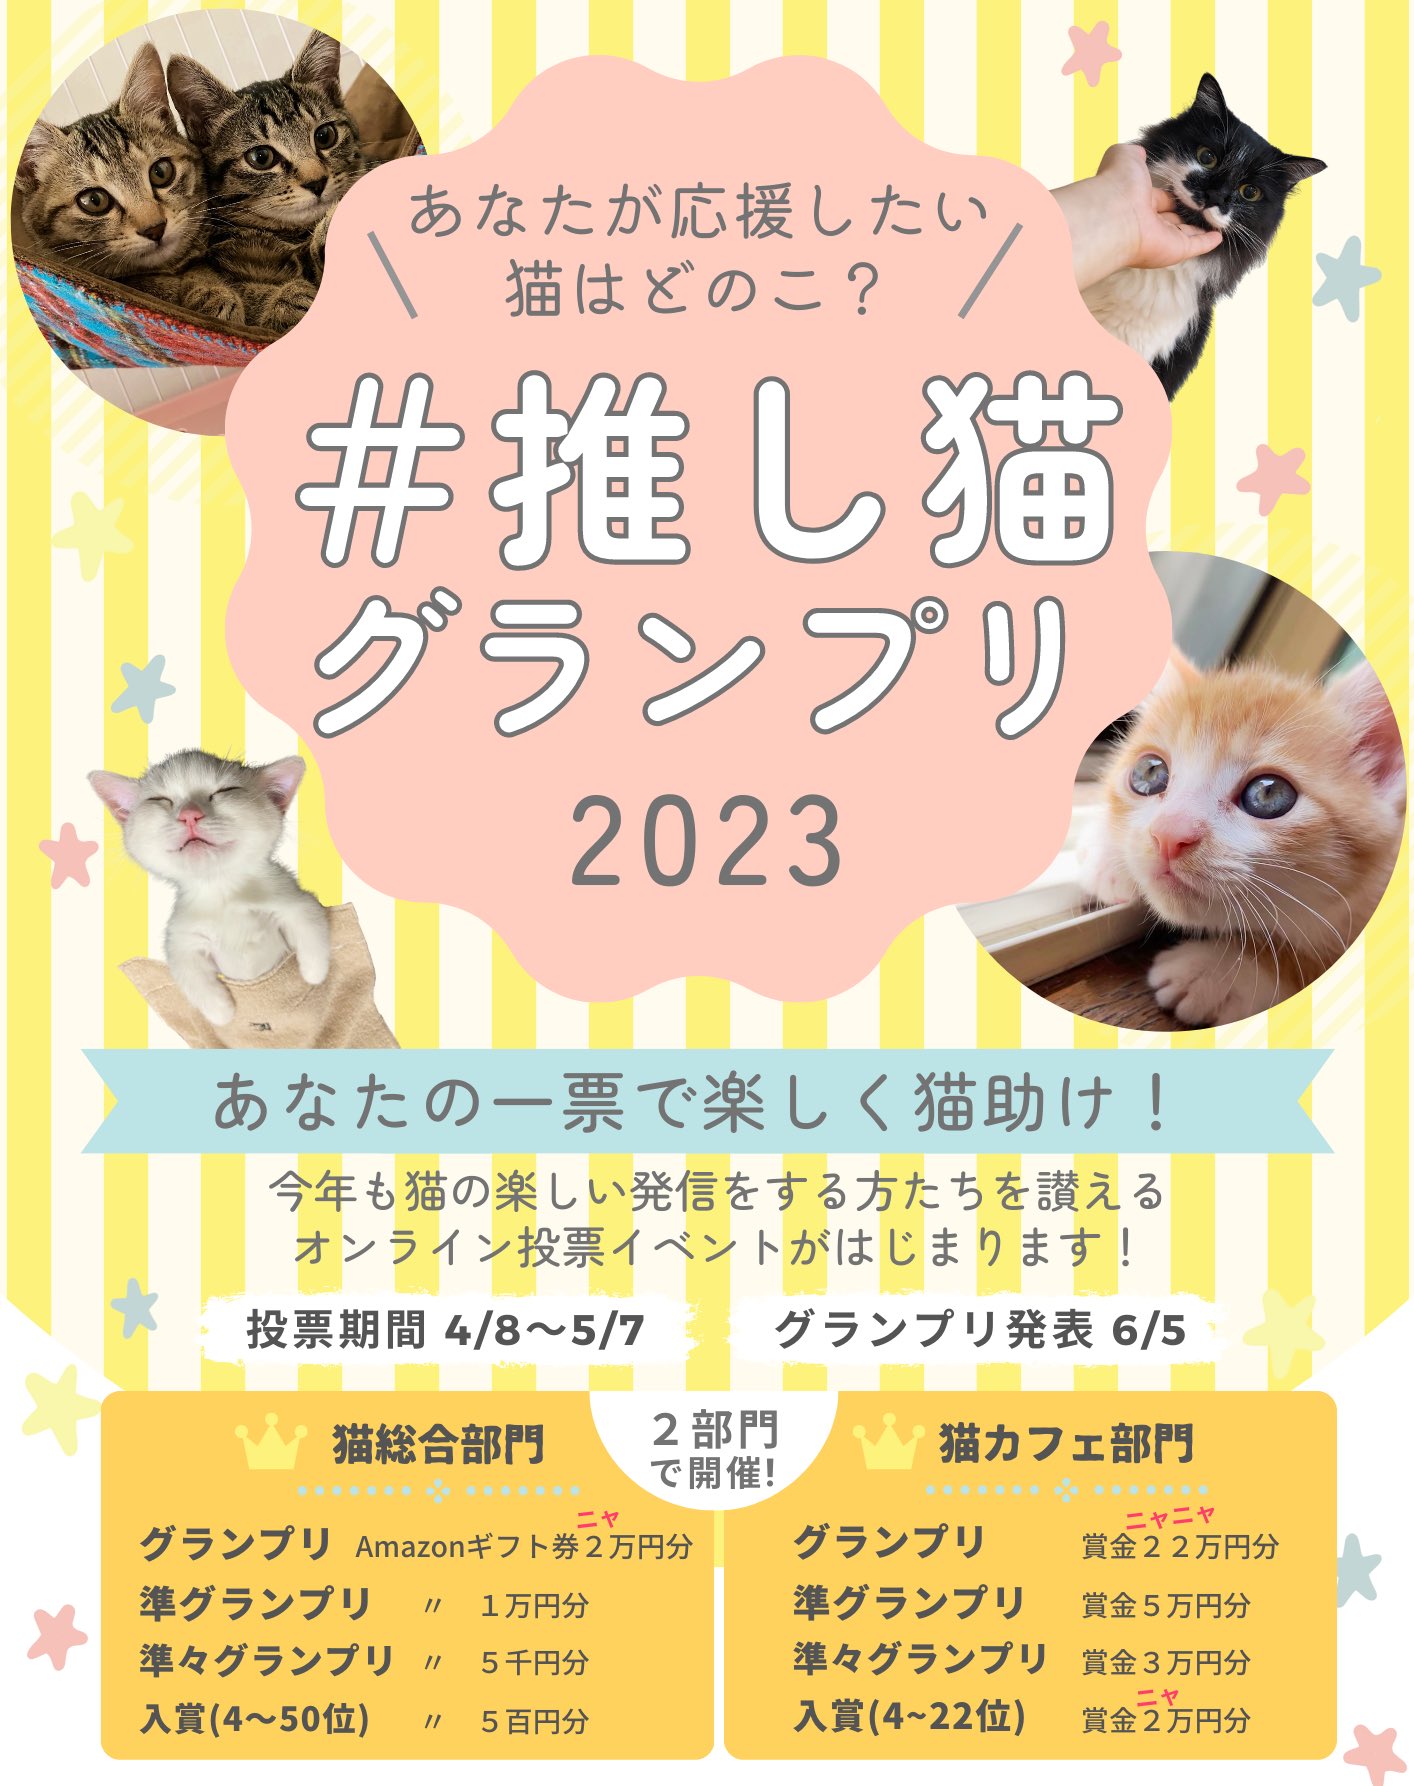 あなたが応援したい
猫はどのこ？
#推し猫
グランプリ
2023
あなたの一票で楽しく猫助け！
今年も猫の楽しい発信をする方たちを讃える
オンライン投票イベントがはじまります！
投票期間 4/8〜5/7
グランプリ発表 6/5
２部門
で開催!
猫総合部門
ニャ
グランプリ Amazonギフト券２万円分
準グランプリ 〃 １万円分
準々グランプリ 〃 ５千円分
入賞(4〜50位) 〃 ５百円分
猫カフェ部門
ニャニャ
グランプリ 賞金２２万円分
準グランプリ 賞金５万円分
準々グランプリ 賞金３万円分
ニャ
入賞(4~22位) 賞金２万円分